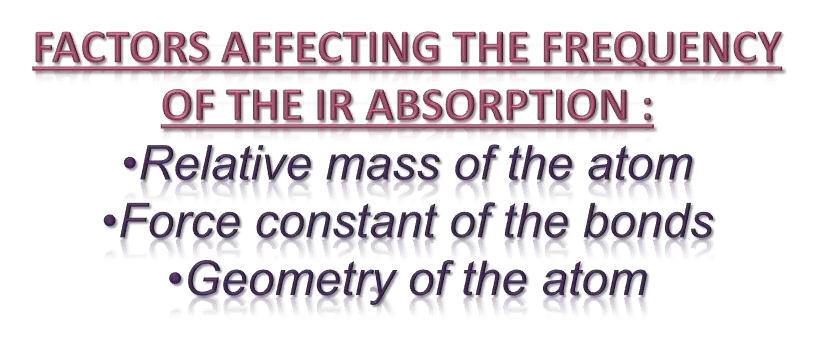 FACTORS AFFECTING THE FREQUENCY
OF THE IR ABSORPTION :
•Relative mass of the atom
•Force constant of the bonds
•Geometry of the atom